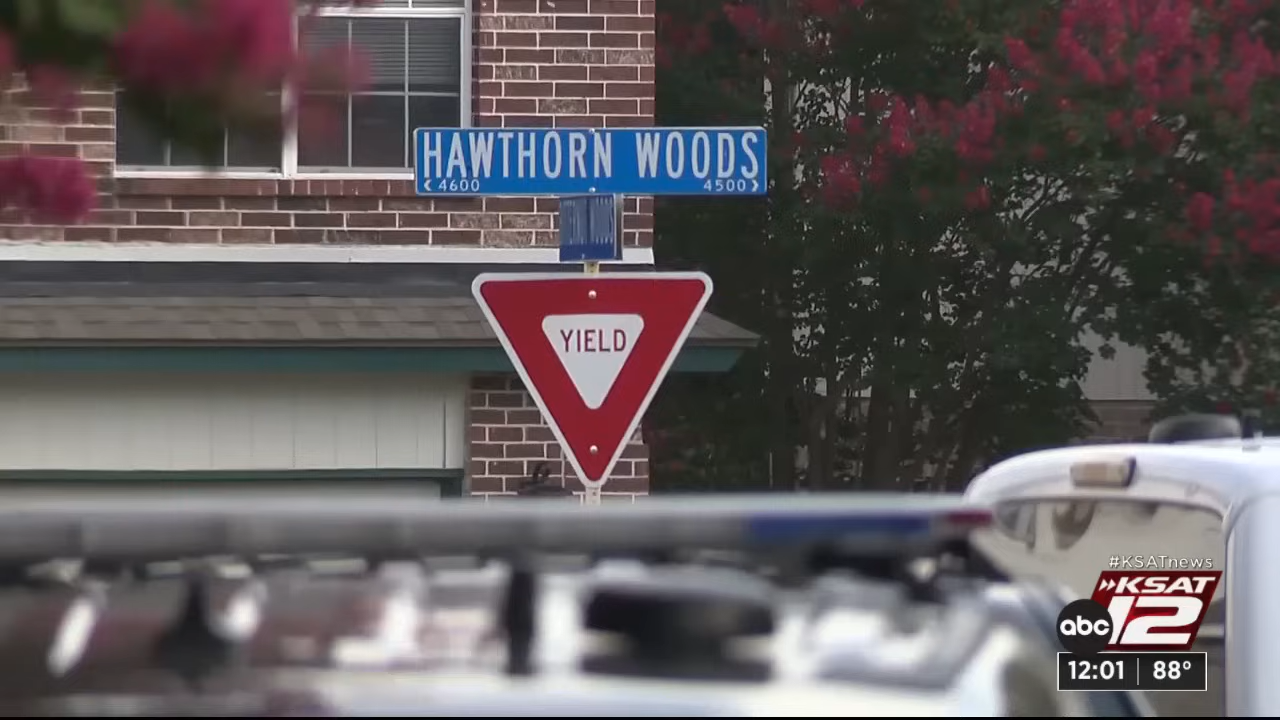 HAWTHORN WOODS
4600
4500
YIELD
#KSATnews
KSAT
abc 12
12:01 88°